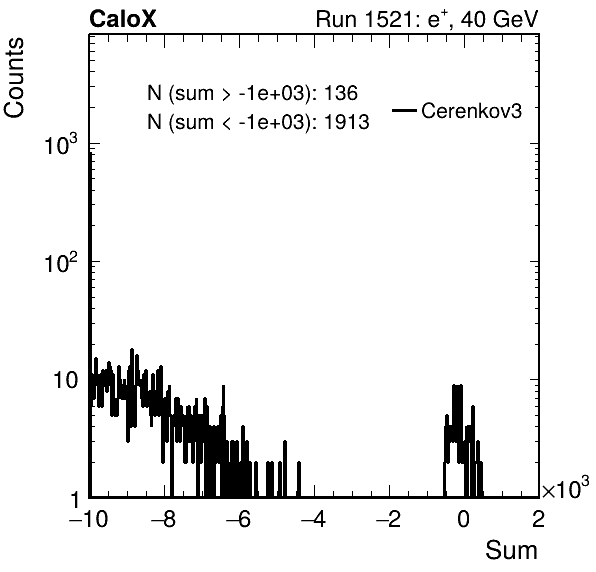 CaloX Run 1521: e⁺, 40 GeV
Counts
N (sum > -1e+03): 136
N (sum < -1e+03): 1913
Cerenkov3
10³
10²
10
1
−10 −8 −6 −4 −2 0 2
×10³
Sum